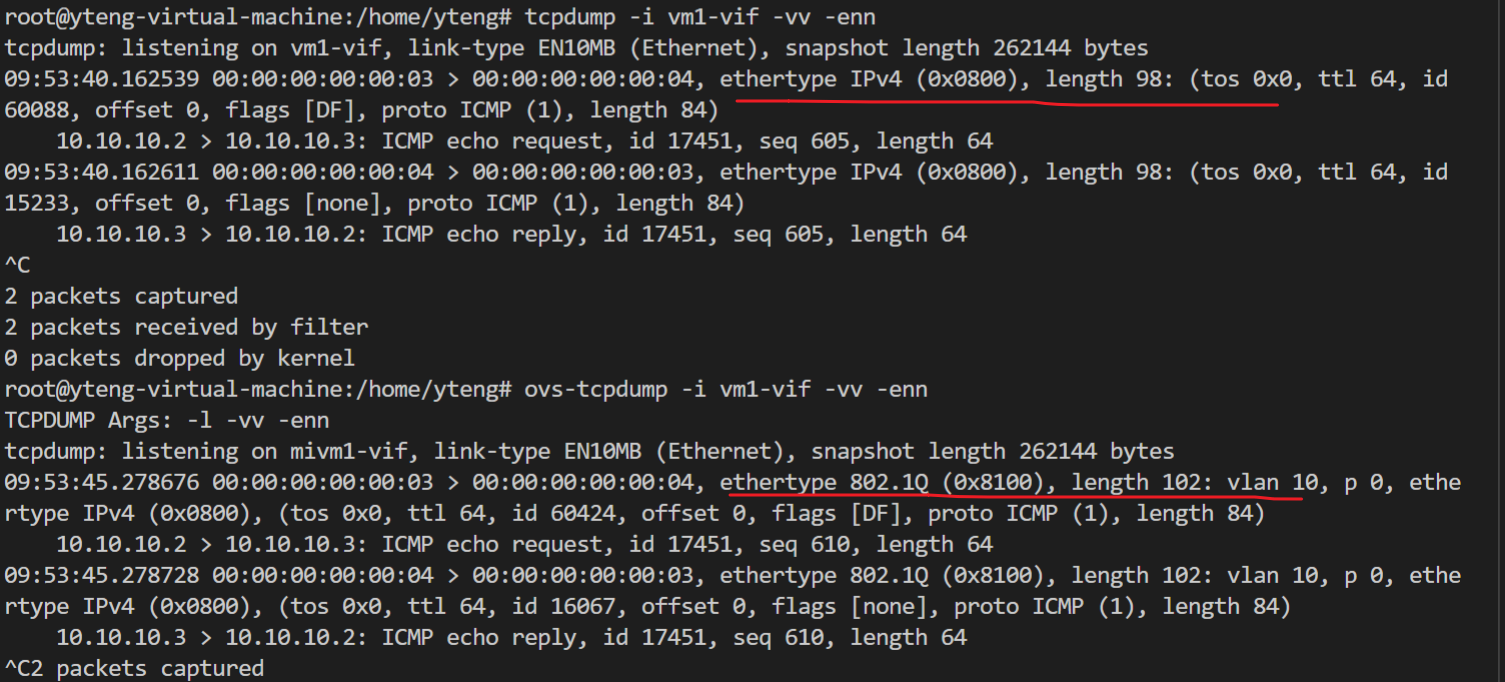 root@yteng-virtual-machine:/home/yteng# tcpdump -i vm1-vif -vv -enn
tcpdump: listening on vm1-vif, link-type EN10MB (Ethernet), snapshot length 262144 bytes
09:53:40.162539 00:00:00:00:00:03 > 00:00:00:00:00:04, ethertype IPv4 (0x0800), length 98: (tos 0x0, ttl 64, id
60088, offset 0, flags [DF], proto ICMP (1), length 84)
    10.10.10.2 > 10.10.10.3: ICMP echo request, id 17451, seq 605, length 64
09:53:40.162611 00:00:00:00:00:04 > 00:00:00:00:00:03, ethertype IPv4 (0x0800), length 98: (tos 0x0, ttl 64, id
15233, offset 0, flags [none], proto ICMP (1), length 84)
    10.10.10.3 > 10.10.10.2: ICMP echo reply, id 17451, seq 605, length 64
^C
2 packets captured
2 packets received by filter
0 packets dropped by kernel
root@yteng-virtual-machine:/home/yteng# ovs-tcpdump -i vm1-vif -vv -enn
TCPDUMP Args: -l -vv -enn
tcpdump: listening on mivm1-vif, link-type EN10MB (Ethernet), snapshot length 262144 bytes
09:53:45.278676 00:00:00:00:00:03 > 00:00:00:00:00:04, ethertype 802.1Q (0x8100), length 102: vlan 10, p 0, ethe
rtype IPv4 (0x0800), (tos 0x0, ttl 64, id 60424, offset 0, flags [DF], proto ICMP (1), length 84)
    10.10.10.2 > 10.10.10.3: ICMP echo request, id 17451, seq 610, length 64
09:53:45.278728 00:00:00:00:00:04 > 00:00:00:00:00:03, ethertype 802.1Q (0x8100), length 102: vlan 10, p 0, ethe
rtype IPv4 (0x0800), (tos 0x0, ttl 64, id 16067, offset 0, flags [none], proto ICMP (1), length 84)
    10.10.10.3 > 10.10.10.2: ICMP echo reply, id 17451, seq 610, length 64
^C2 packets captured